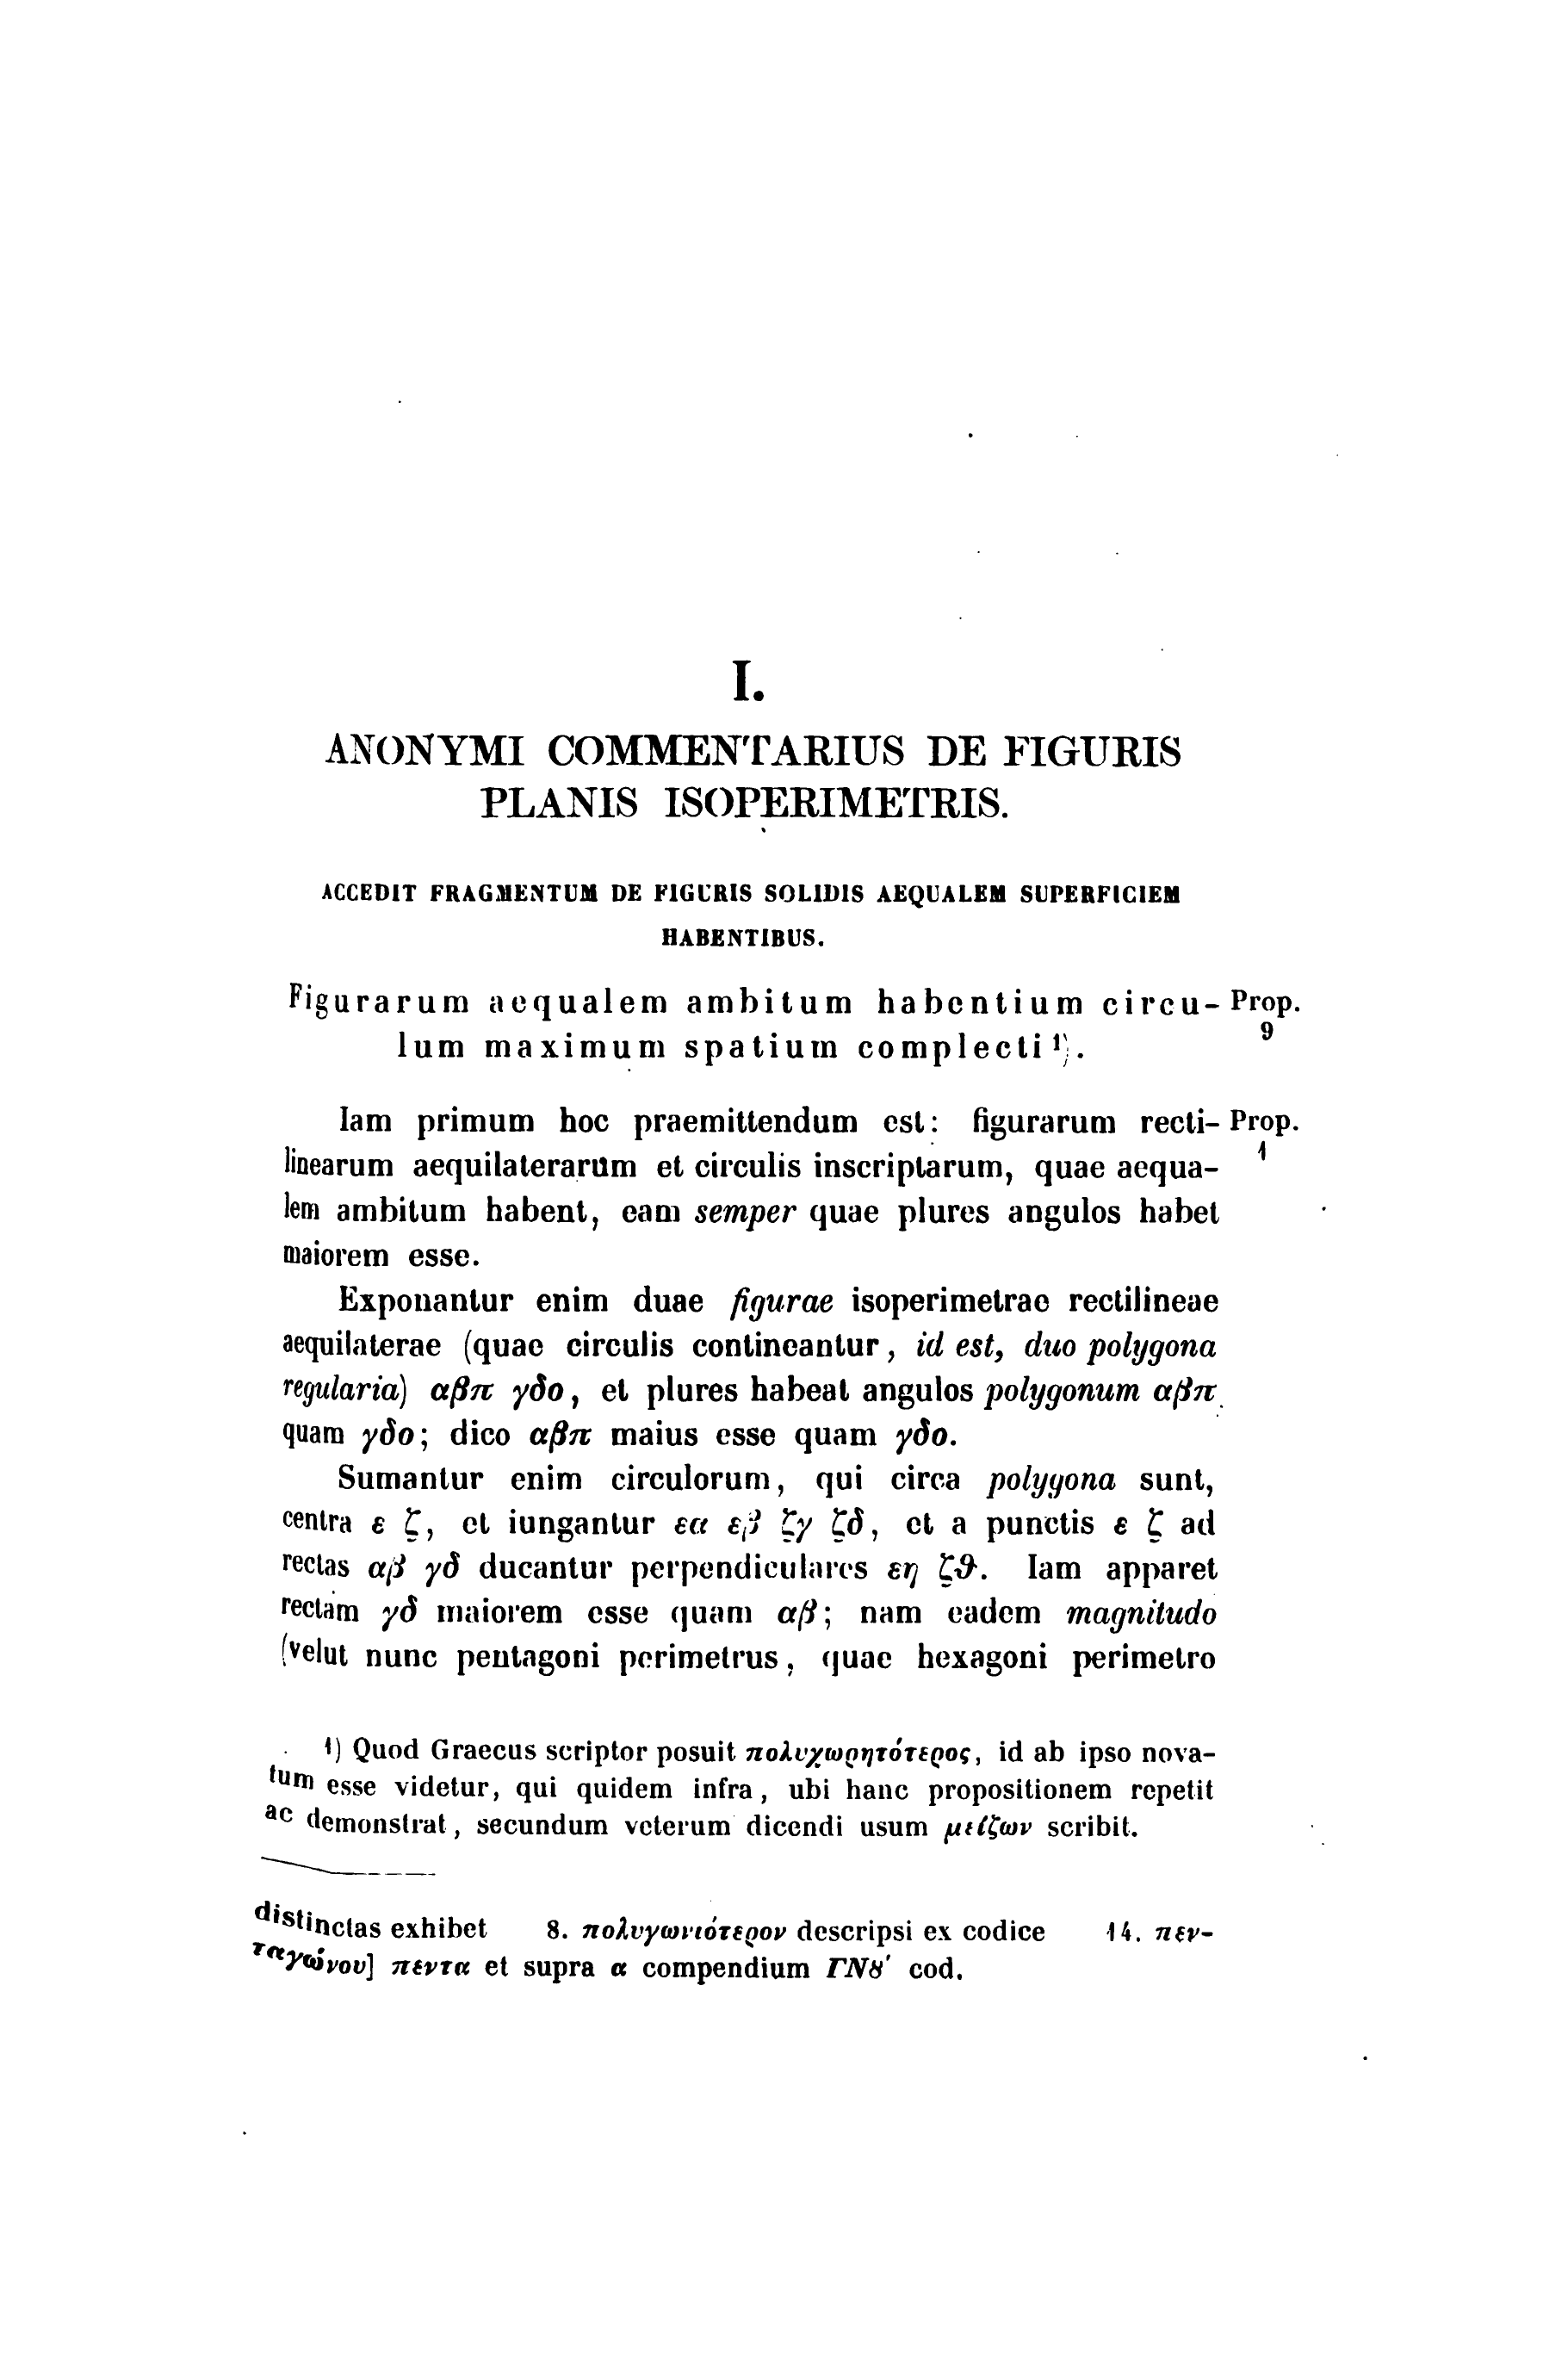 I.
ANONYMI COMMENTARIUS DE FIGURIS
PLANIS ISOPERIMETRIS.
ACCEDIT FRAGMENTUM DE FIGURIS SOLIDIS AEQUALEM SUPERFICIEM
HABENTIBUS.
Figurarum aequalem ambitum habentium circu- Prop.
9
lum maximum spatium complecti ¹).
Iam primum hoc praemittendum est: figurarum recti- Prop.
1
linearum aequilaterarum et circulis inscriptarum, quae aequa-
lem ambitum habent, eam semper quae plures angulos habet
maiorem esse.
Exponantur enim duae figurae isoperimetrae rectilineae
aequilaterae (quae circulis contineantur, id est, duo polygona
regularia) αβπ γδο, et plures habeat angulos polygonum αβπ
quam γδο; dico αβπ maius esse quam γδο.
Sumantur enim circulorum, qui circa polygona sunt,
centra ε ζ, et iungantur εα εβ ζγ ζδ, et a punctis ε ζ ad
rectas αβ γδ ducantur perpendiculares εη ζϑ. Iam apparet
rectam γδ maiorem esse quam αβ; nam eadem magnitudo
(velut nunc pentagoni perimetrus, quae hexagoni perimetro
1) Quod Graecus scriptor posuit πολυχωρητότερος, id ab ipso nova-
tum esse videtur, qui quidem infra, ubi hanc propositionem repetit
ac demonstrat, secundum veterum dicendi usum μείζων scribit.
distinctas exhibet 8. πολυγωνιότερον descripsi ex codice 14. πεν-
ταγώνου] πεντα et supra α compendium ΓΝȣ′ cod.